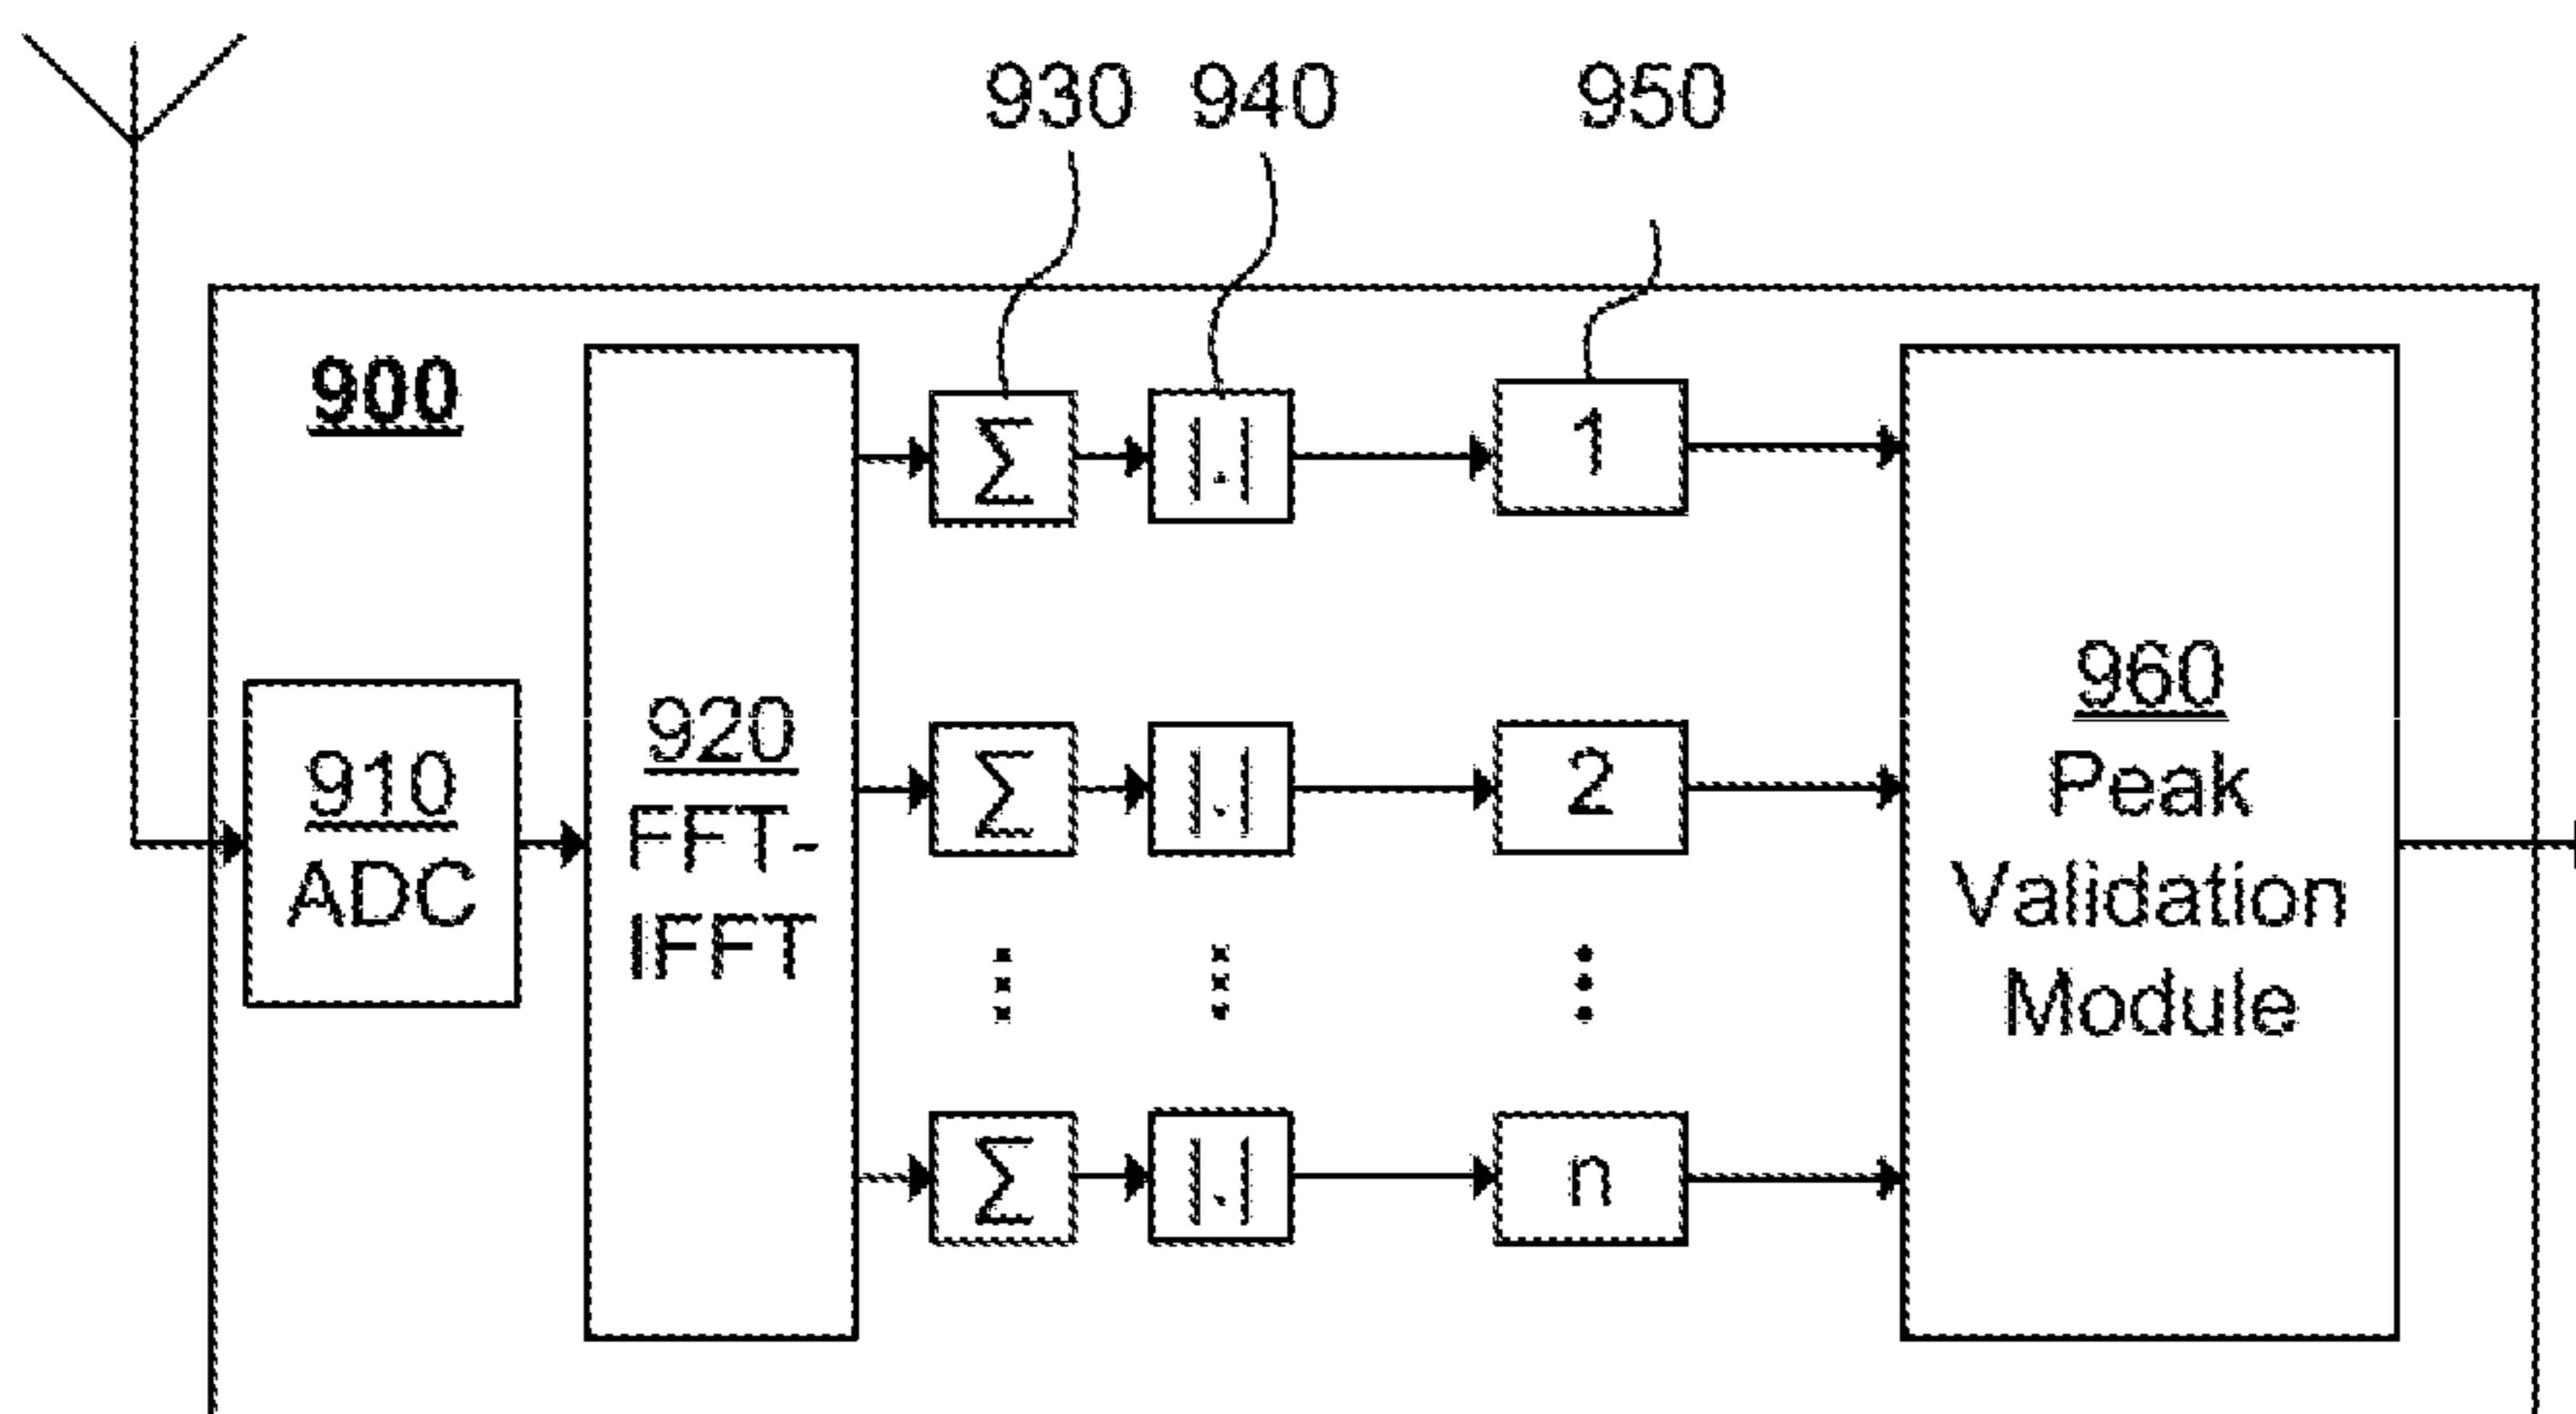 930 940 950
900
∑ |.| 1
910
ADC
920
FFT-
IFFT
∑ |.| 2
960
Peak
Validation
Module
∑ |.| n